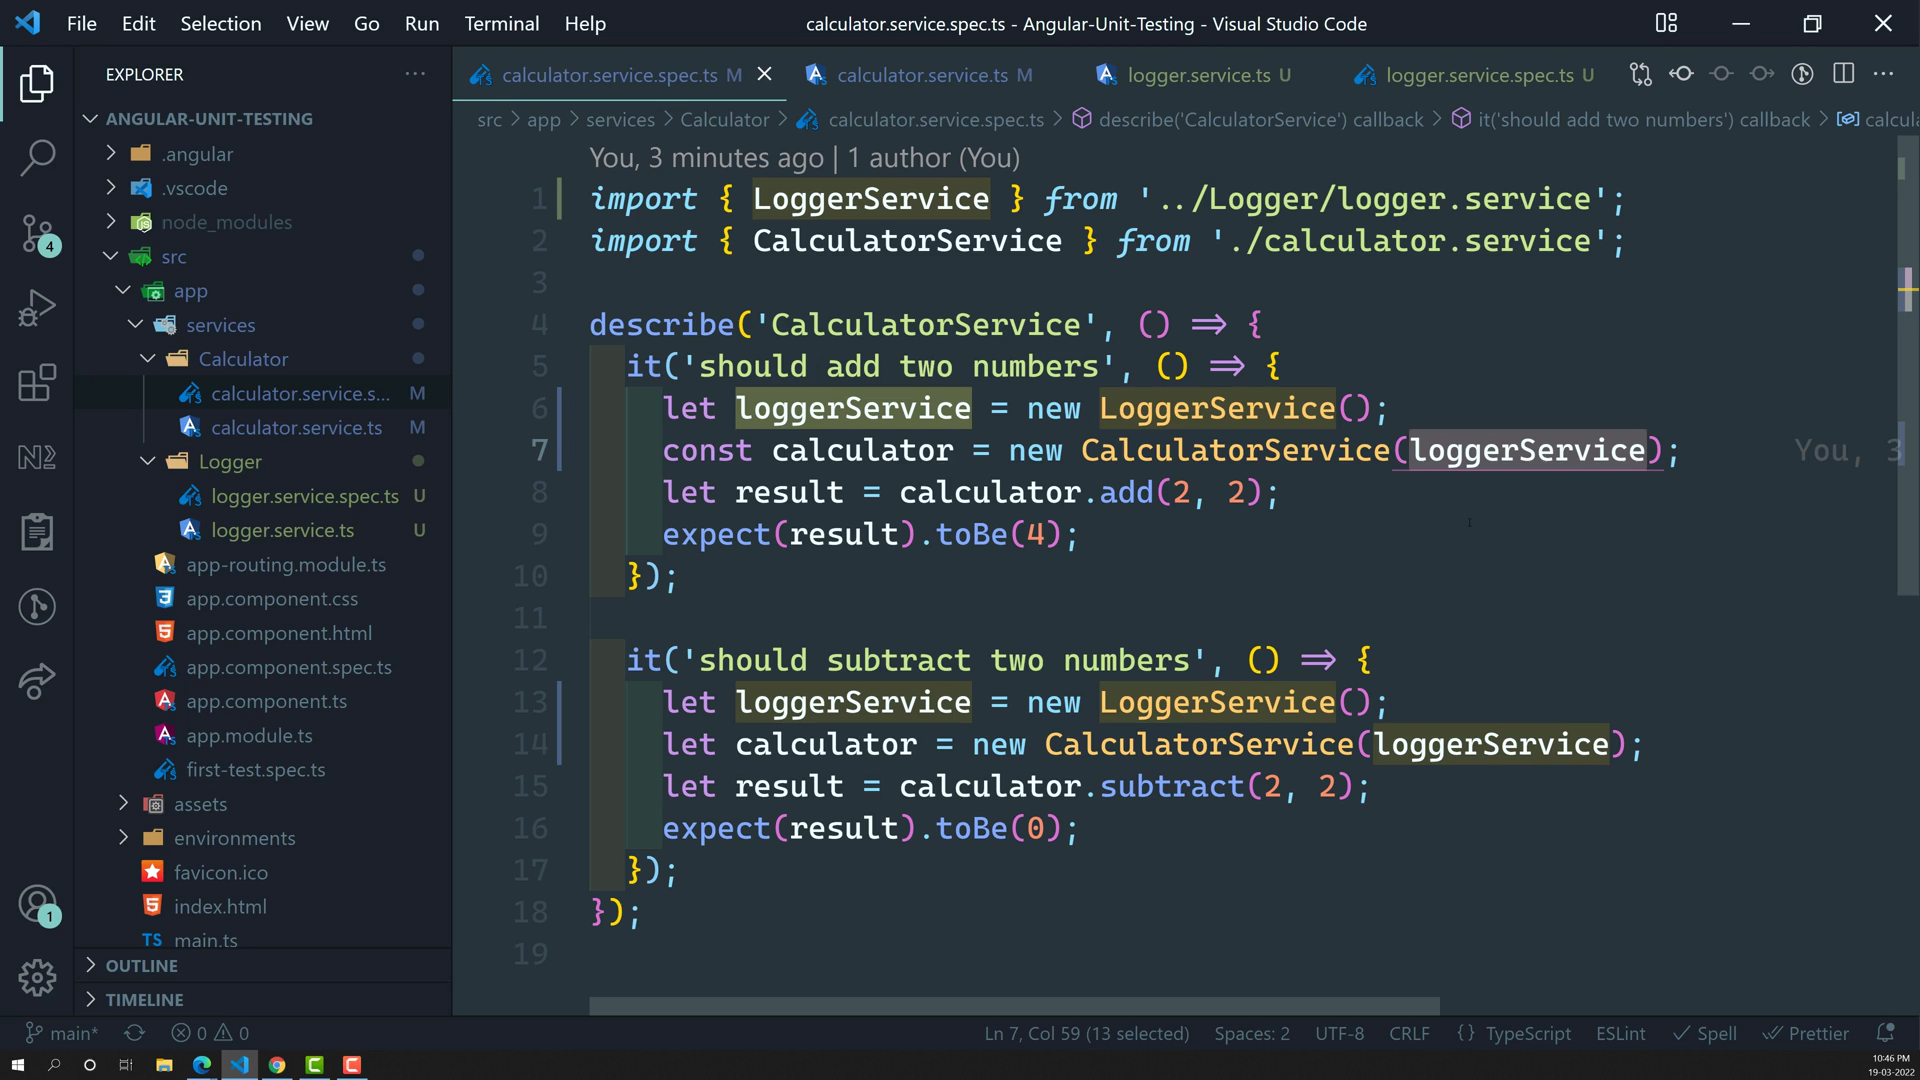 File Edit Selection View Go Run Terminal Help calculator.service.spec.ts - Angular-Unit-Testing - Visual Studio Code
EXPLORER
calculator.service.spec.ts M
calculator.service.ts M
logger.service.ts U
logger.service.spec.ts U
src > app > services > Calculator > calculator.service.spec.ts > describe('CalculatorService') callback > it('should add two numbers') callback > calcula
ANGULAR-UNIT-TESTING
.angular
.vscode
node_modules
src
app
services
Calculator
calculator.service.s... M
calculator.service.ts M
Logger
logger.service.spec.ts U
logger.service.ts U
app-routing.module.ts
app.component.css
app.component.html
app.component.spec.ts
app.component.ts
app.module.ts
first-test.spec.ts
assets
environments
favicon.ico
index.html
TS main.ts
OUTLINE
TIMELINE
4
1
You, 3 minutes ago | 1 author (You)
1 import { LoggerService } from '../Logger/logger.service';
2 import { CalculatorService } from './calculator.service';
3
4 describe('CalculatorService', () => {
5 it('should add two numbers', () => {
6 let loggerService = new LoggerService();
7 const calculator = new CalculatorService(loggerService); You, 3
8 let result = calculator.add(2, 2);
9 expect(result).toBe(4);
10 });
11
12 it('should subtract two numbers', () => {
13 let loggerService = new LoggerService();
14 let calculator = new CalculatorService(loggerService);
15 let result = calculator.subtract(2, 2);
16 expect(result).toBe(0);
17 });
18 });
19
main* 0 0 Ln 7, Col 59 (13 selected) Spaces: 2 UTF-8 CRLF {} TypeScript ESLint Spell Prettier
10:46 PM
19-03-2022